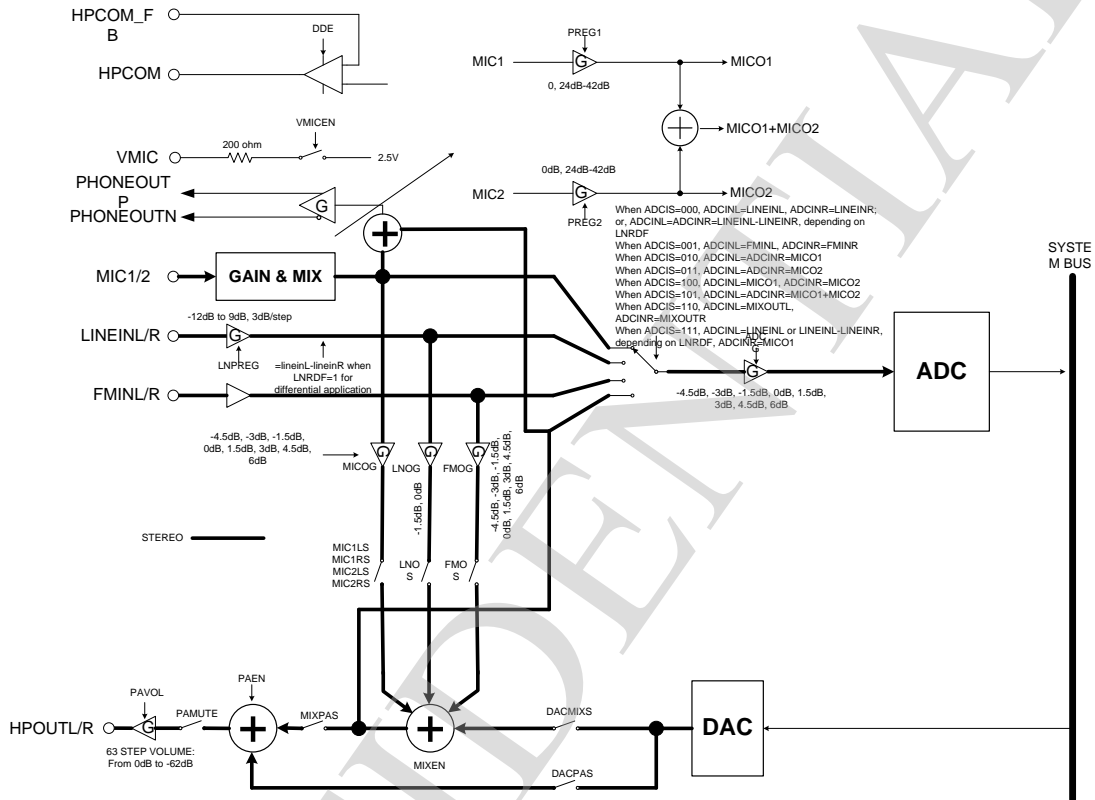 HPCOM_F
B
DDE
HPCOM
PREG1
MIC1
G
MICO1
0, 24dB-42dB
MICO1+MICO2
VMICEN
VMIC
200 ohm
2.5V
0dB, 24dB-42dB
MIC2
G
MICO2
PREG2
PHONEOUT
P
PHONEOUTN
G
When ADCIS=000, ADCINL=LINEINL, ADCINR=LINEINR;
or, ADCINL=ADCINR=LINEINL-LINEINR, depending on
LNRDF
When ADCIS=001, ADCINL=FMINL, ADCINR=FMINR
When ADCIS=010, ADCINL=ADCINR=MICO1
When ADCIS=011, ADCINL=ADCINR=MICO2
When ADCIS=100, ADCINL=MICO1, ADCINR=MICO2
When ADCIS=101, ADCINL=ADCINR=MICO1+MICO2
When ADCIS=110, ADCINL=MIXOUTL,
ADCINR=MIXOUTR
When ADCIS=111, ADCINL=LINEINL or LINEINL-LINEINR,
depending on LNRDF, ADCINR=MICO1
SYSTE
M BUS
MIC1/2
GAIN & MIX
-12dB to 9dB, 3dB/step
LINEINL/R
G
LNPREG
=lineinL-lineinR when
LNRDF=1 for
differential application
ADC
G
G
-4.5dB, -3dB, -1.5dB, 0dB, 1.5dB,
3dB, 4.5dB, 6dB
ADC
FMINL/R
-4.5dB, -3dB, -1.5dB,
0dB, 1.5dB, 3dB, 4.5dB,
6dB
G
MICOG
G
LNOG
G
FMOG
-1.5dB, 0dB
-4.5dB, -3dB, -1.5dB,
0dB, 1.5dB, 3dB, 4.5dB,
6dB
STEREO
MIC1LS
MIC1RS
MIC2LS
MIC2RS
LNO
S
FMO
S
PAEN
PAVOL
PAMUTE
MIXPAS
DACMIXS
HPOUTL/R
G
DAC
63 STEP VOLUME:
From 0dB to -62dB
MIXEN
DACPAS